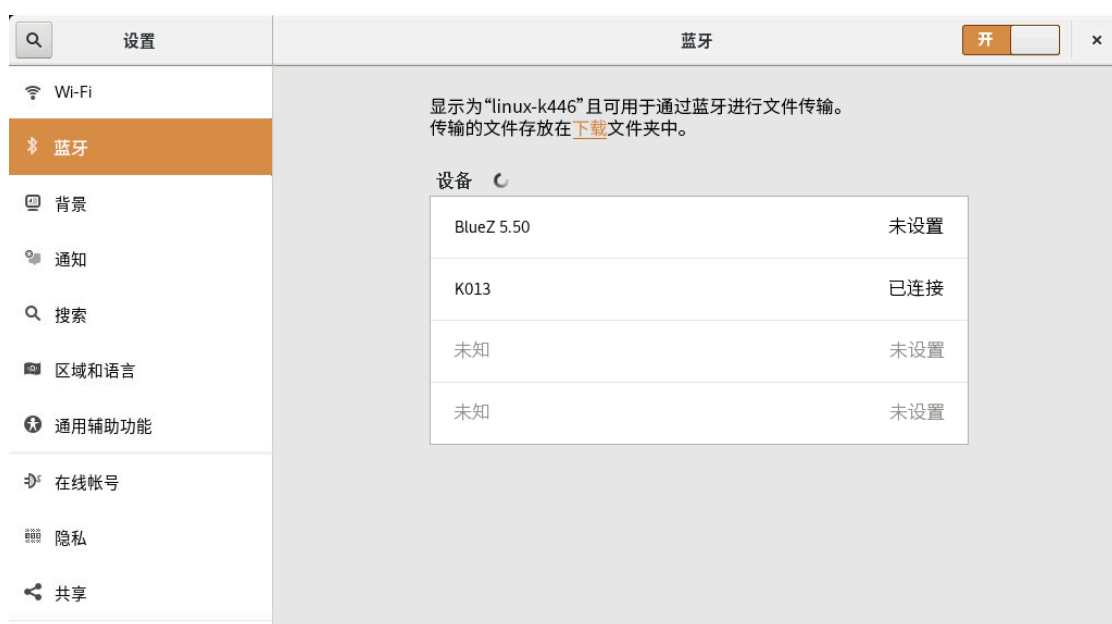 设置
蓝牙
开
×
Wi-Fi
蓝牙
背景
通知
搜索
区域和语言
通用辅助功能
在线帐号
隐私
共享
显示为“linux-k446”且可用于通过蓝牙进行文件传输。
传输的文件存放在下载文件夹中。
设备
BlueZ 5.50 未设置
K013 已连接
未知 未设置
未知 未设置